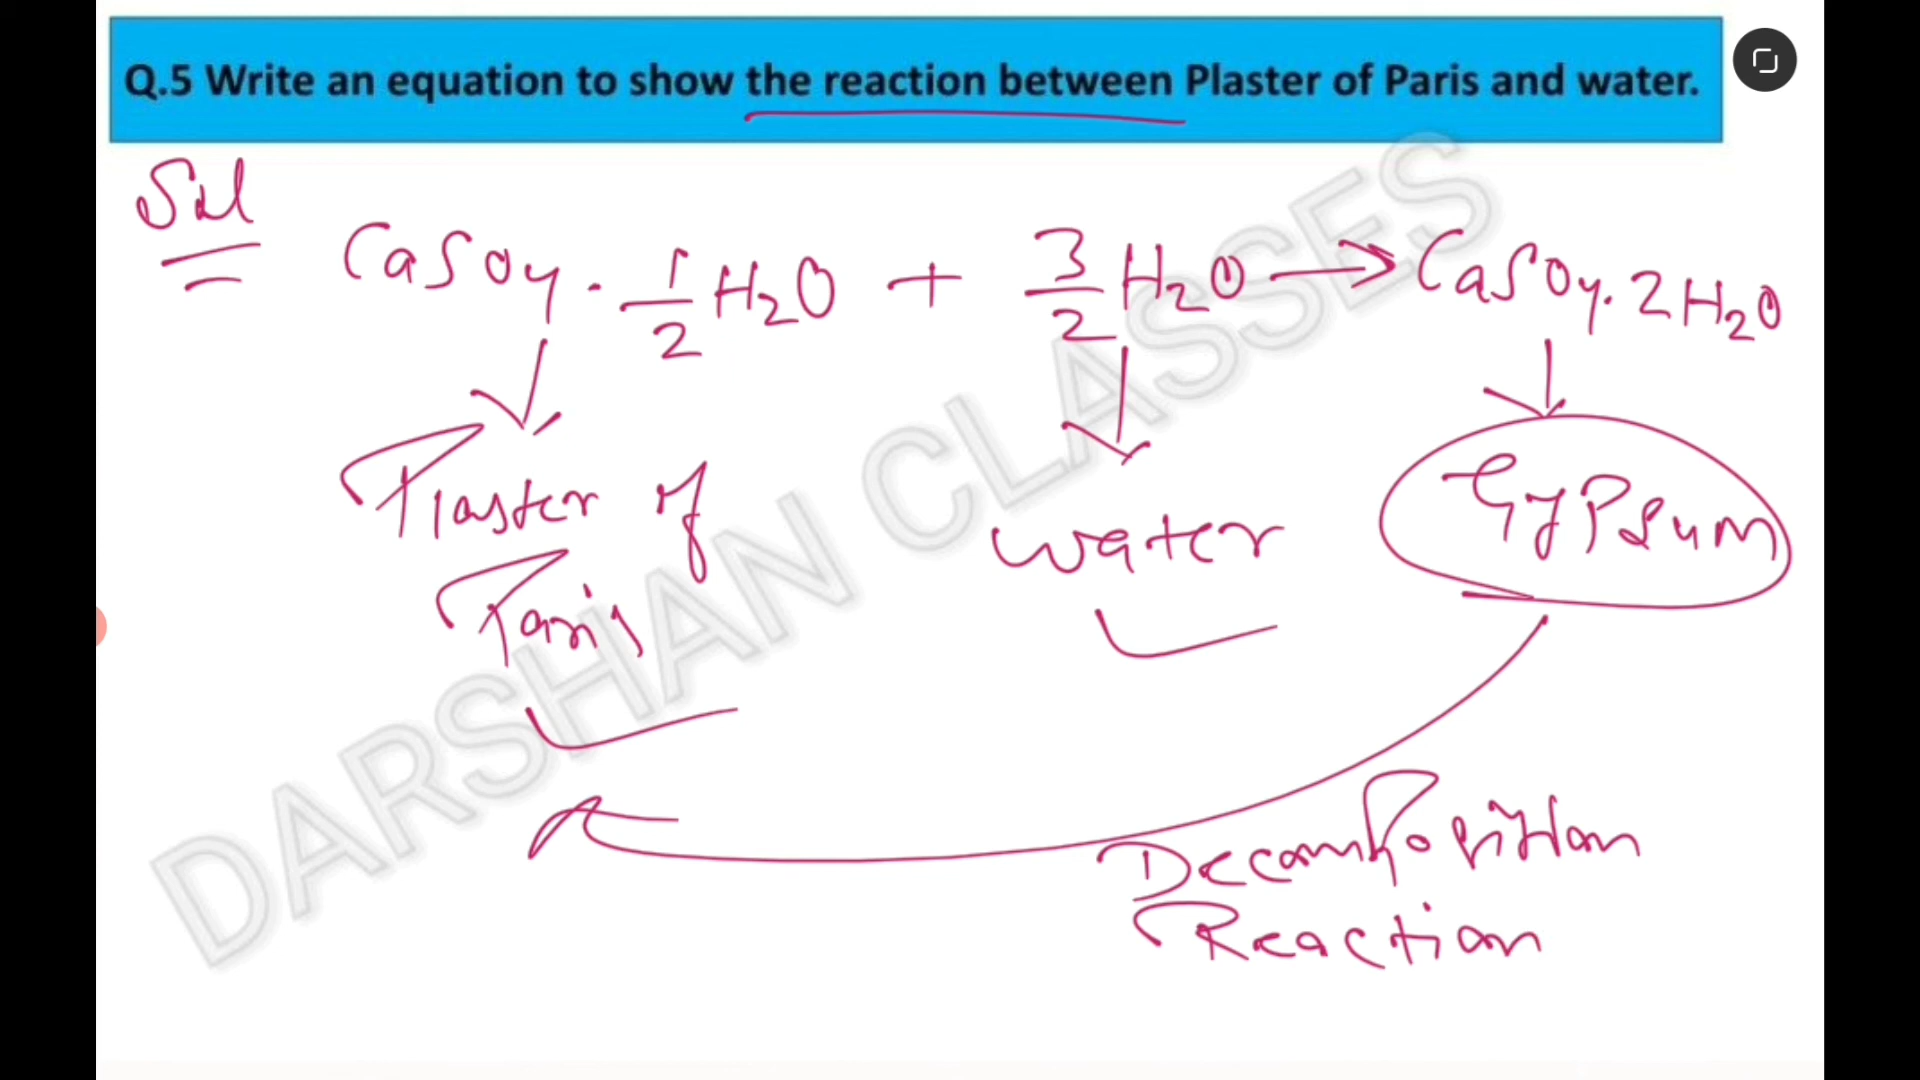 Q.5 Write an equation to show the reaction between Plaster of Paris and water.
Sol
CaSO4 . 1/2 H2O + 3/2 H2O → CaSO4. 2H2O
Plaster of
Paris
water
Gypsum
Decomposition
Reaction
DARSHAN CLASSES